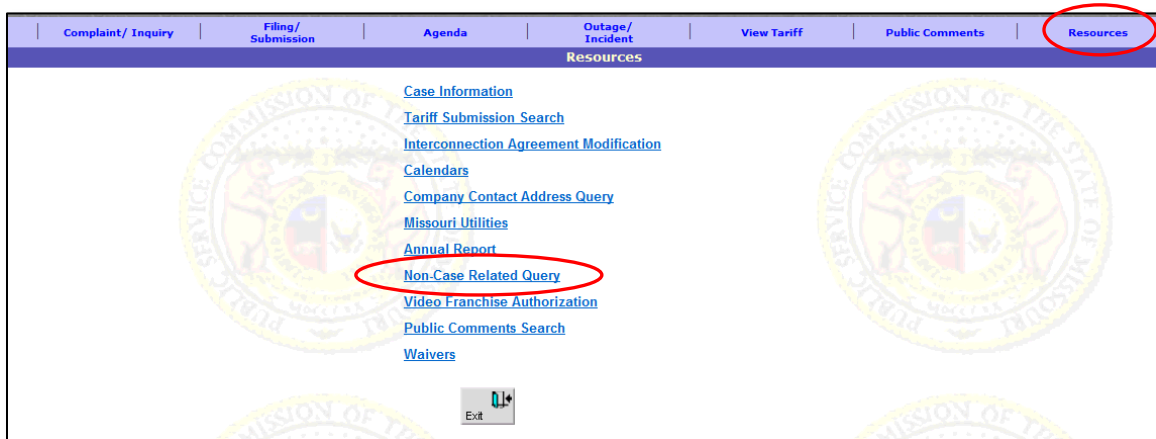 Complaint/ Inquiry
Filing/
Submission
Agenda
Outage/
Incident
View Tariff
Public Comments
Resources
Resources
Case Information
Tariff Submission Search
Interconnection Agreement Modification
Calendars
Company Contact Address Query
Missouri Utilities
Annual Report
Non-Case Related Query
Video Franchise Authorization
Public Comments Search
Waivers
Exit